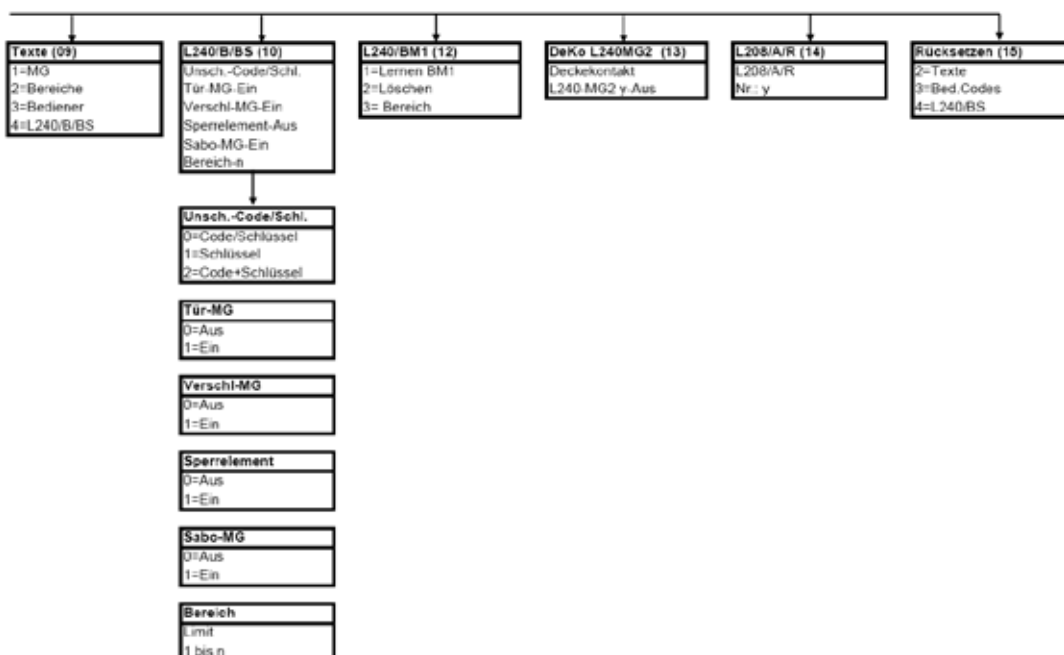 Texte (09)
1=MG
2=Bereiche
3=Bediener
4=L240/B/BS
L240/B/BS (10)
Unsch.-Code/Schl.
Tür-MG-Ein
Verschl-MG-Ein
Sperrelement-Aus
Sabo-MG-Ein
Bereich-n
L240/BM1 (12)
1=Lernen BM1
2=Löschen
3= Bereich
DeKo L240MG2 (13)
Deckekontakt
L240-MG2 y-Aus
L208/A/R (14)
L208/A/R
Nr.: y
Rücksetzen (15)
2=Texte
3=Bed.Codes
4=L240/BS
Unsch.-Code/Schl.
0=Code/Schlüssel
1=Schlüssel
2=Code+Schlüssel
Tür-MG
0=Aus
1=Ein
Verschl-MG
0=Aus
1=Ein
Sperrelement
0=Aus
1=Ein
Sabo-MG
0=Aus
1=Ein
Bereich
Limit
1 bis n